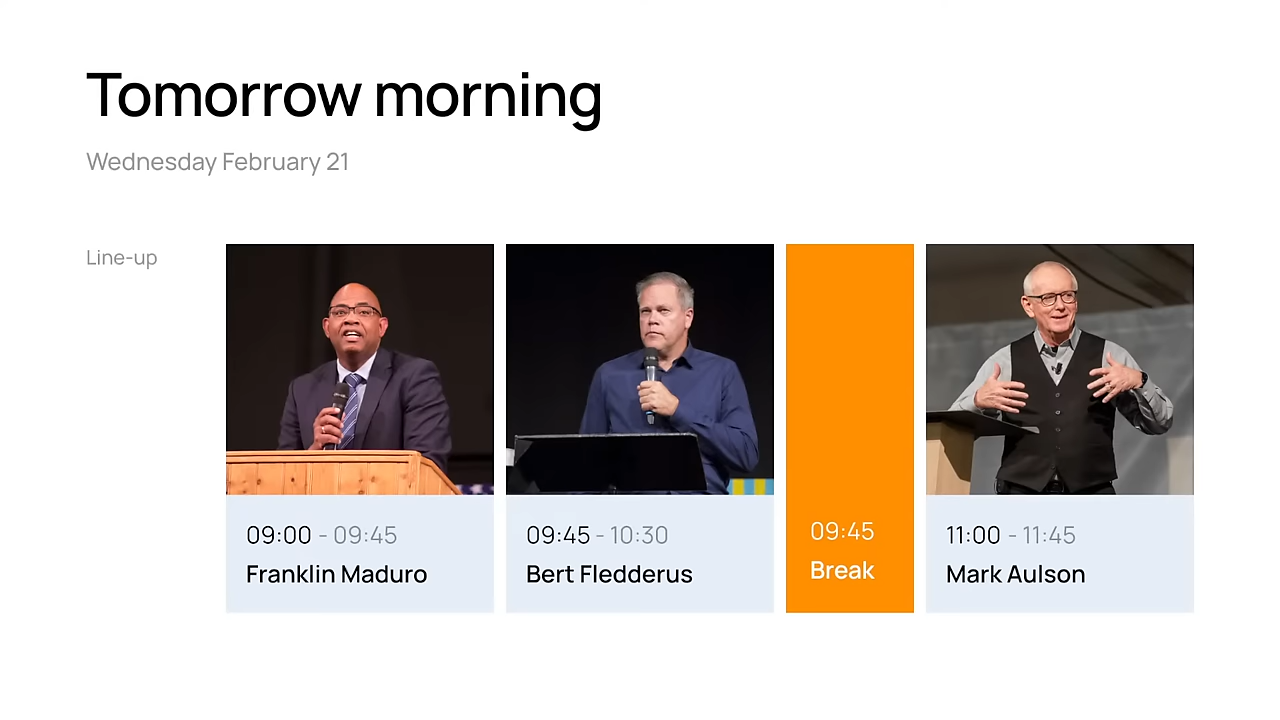 Tomorrow morning
Wednesday February 21
Line-up
09:00 - 09:45
Franklin Maduro
09:45 - 10:30
Bert Fledderus
09:45
Break
11:00 - 11:45
Mark Aulson